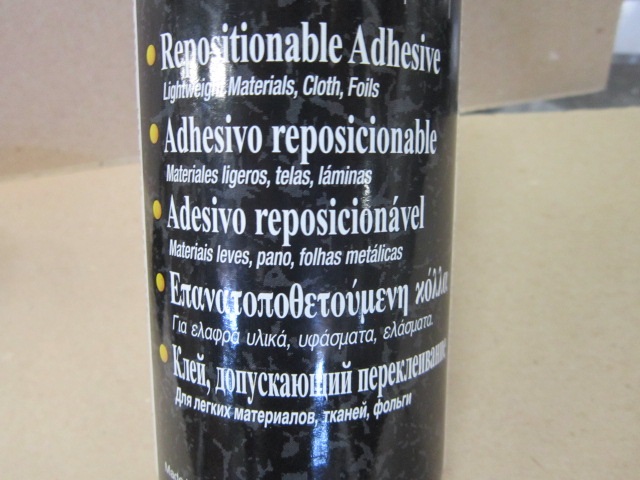 Repositionable Adhesive
Lightweight Materials, Cloth, Foils
Adhesivo reposicionable
Materiales ligeros, telas, láminas
Adesivo reposicionável
Materiais leves, pano, folhas metálicas
Επανατοποθετούμενη κόλλα
Για ελαφρά υλικά, υφάσματα, ελάσματα.
Клей, допускающий переклеивание
Для легких материалов, тканей, фольги
Made